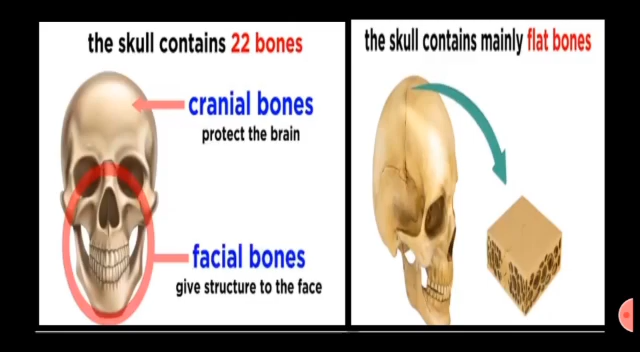 the skull contains 22 bones
cranial bones
protect the brain
facial bones
give structure to the face
the skull contains mainly flat bones